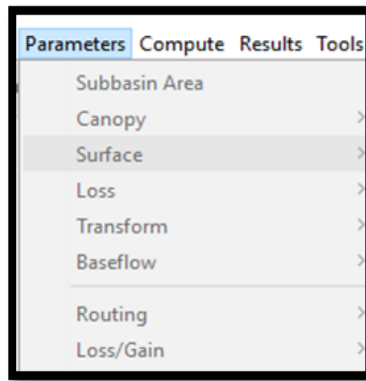 Parameters Compute Results Tools
Subbasin Area
Canopy
Surface
Loss
Transform
Baseflow
Routing
Loss/Gain